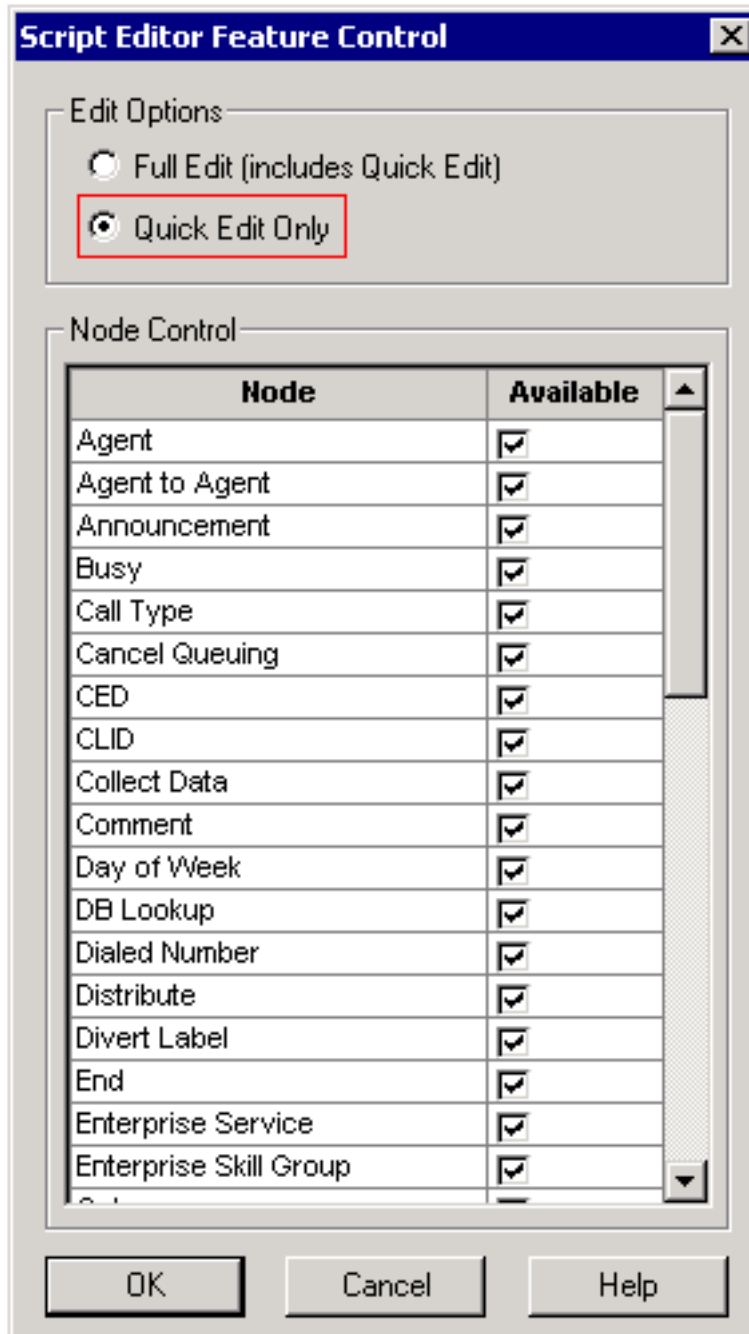 Script Editor Feature Control
Edit Options
Full Edit (includes Quick Edit)
Quick Edit Only
Node Control
Node Available
Agent
Agent to Agent
Announcement
Busy
Call Type
Cancel Queuing
CED
CLID
Collect Data
Comment
Day of Week
DB Lookup
Dialed Number
Distribute
Divert Label
End
Enterprise Service
Enterprise Skill Group
OK Cancel Help